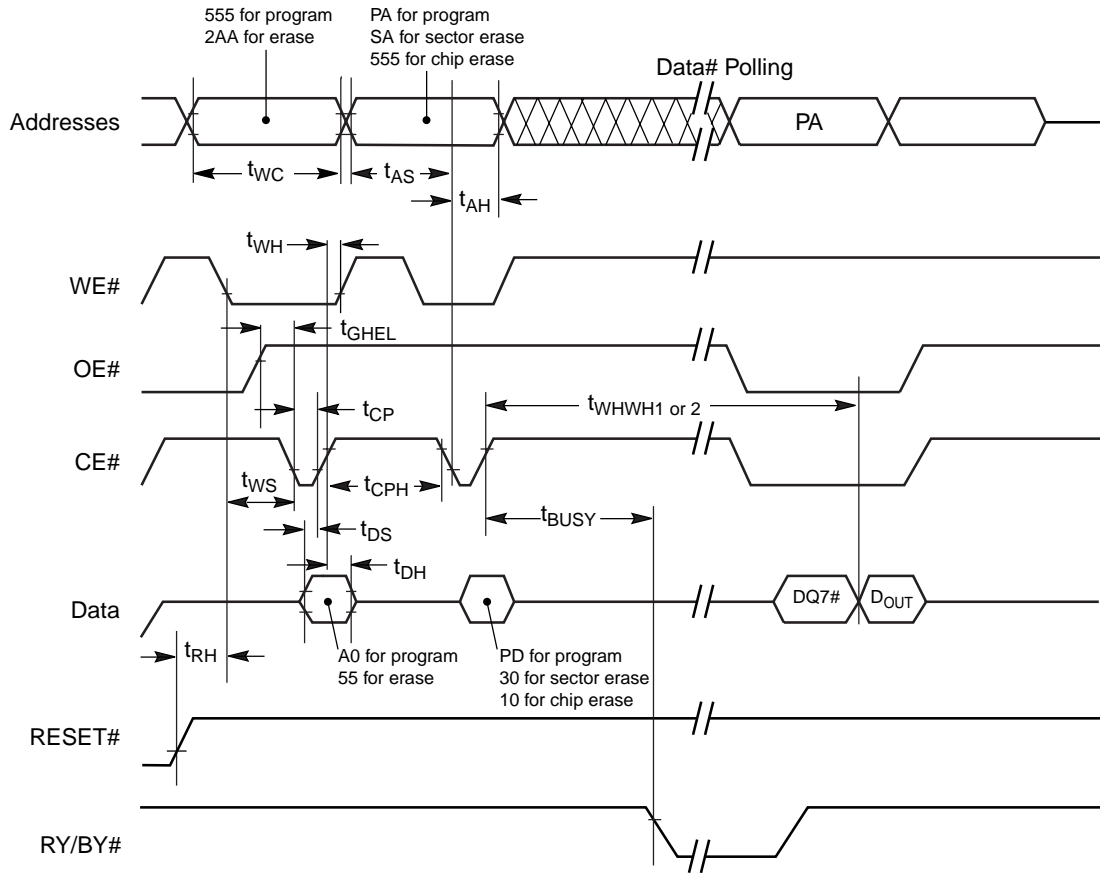 555 for program
2AA for erase
PA for program
SA for sector erase
555 for chip erase
Data# Polling
Addresses
PA
tWC
tAS
tAH
tWH
WE#
tGHEL
OE#
tWHWH1 or 2
tCP
CE#
tWS
tCPH
tBUSY
tDS
tDH
Data
DQ7#
DOUT
tRH
A0 for program
55 for erase
PD for program
30 for sector erase
10 for chip erase
RESET#
RY/BY#